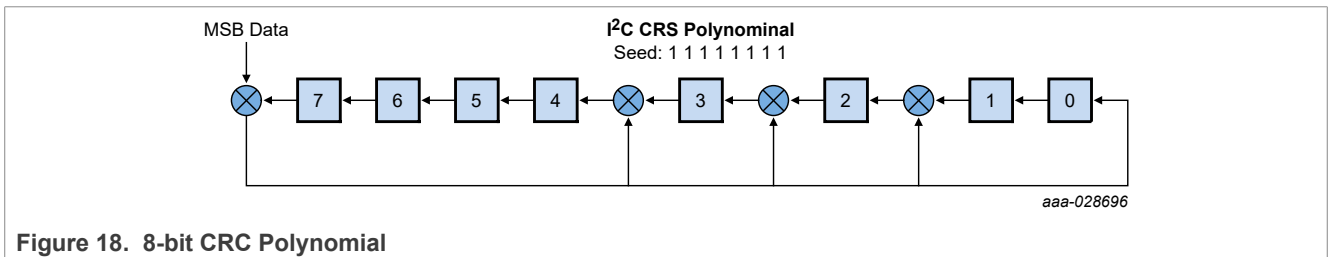 MSB Data
I2C CRS Polynominal
Seed: 1 1 1 1 1 1 1 1
7 6 5 4 3 2 1 0
aaa-028696
Figure 18. 8-bit CRC Polynomial